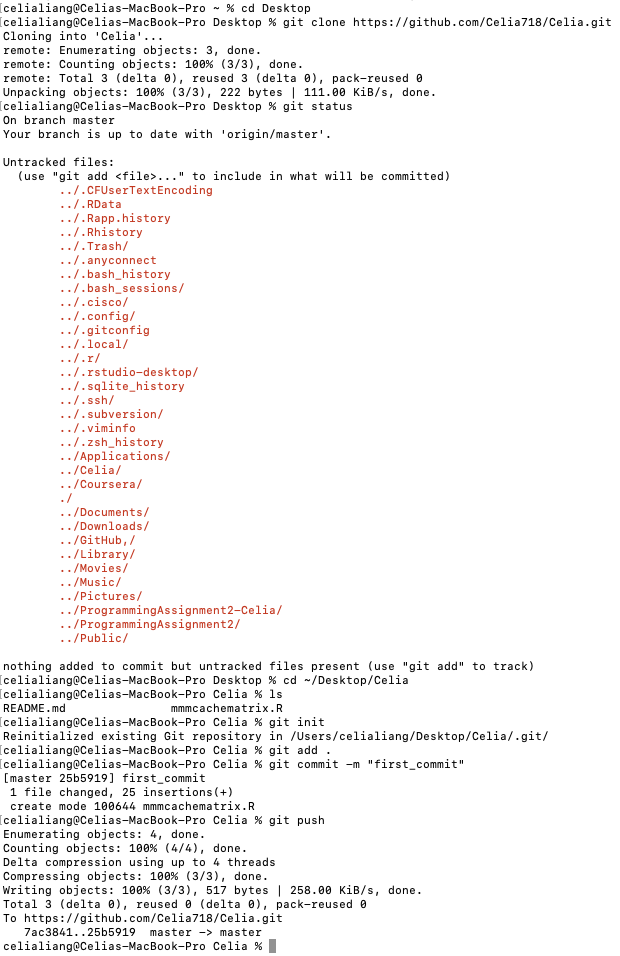 celialiang@Celias-MacBook-Pro ~ % cd Desktop
[celialiang@Celias-MacBook-Pro Desktop % git clone https://github.com/Celia718/Celia.git
Cloning into 'Celia'...
remote: Enumerating objects: 3, done.
remote: Counting objects: 100% (3/3), done.
remote: Total 3 (delta 0), reused 3 (delta 0), pack-reused 0
Unpacking objects: 100% (3/3), 222 bytes | 111.00 KiB/s, done.
[celialiang@Celias-MacBook-Pro Desktop % git status
On branch master
Your branch is up to date with 'origin/master'.
Untracked files:
(use "git add <file>..." to include in what will be committed)
../.CFUserTextEncoding
../.RData
../.Rapp.history
../.Rhistory
../.Trash/
../.anyconnect
../.bash_history
../.bash_sessions/
../.cisco/
../.config/
../.gitconfig
../.local/
../.r/
../.rstudio-desktop/
../.sqlite_history
../.ssh/
../.subversion/
../.viminfo
../.zsh_history
../Applications/
../Celia/
../Coursera/
./
../Documents/
../Downloads/
../GitHub,/
../Library/
../Movies/
../Music/
../Pictures/
../ProgrammingAssignment2-Celia/
../ProgrammingAssignment2/
../Public/
nothing added to commit but untracked files present (use "git add" to track)
[celialiang@Celias-MacBook-Pro Desktop % cd ~/Desktop/Celia
[celialiang@Celias-MacBook-Pro Celia % ls
README.md mmmcachematrix.R
[celialiang@Celias-MacBook-Pro Celia % git init
Reinitialized existing Git repository in /Users/celialiang/Desktop/Celia/.git/
[celialiang@Celias-MacBook-Pro Celia % git add .
[celialiang@Celias-MacBook-Pro Celia % git commit -m "first_commit"
[master 25b5919] first_commit
1 file changed, 25 insertions(+)
create mode 100644 mmmcachematrix.R
[celialiang@Celias-MacBook-Pro Celia % git push
Enumerating objects: 4, done.
Counting objects: 100% (4/4), done.
Delta compression using up to 4 threads
Compressing objects: 100% (3/3), done.
Writing objects: 100% (3/3), 517 bytes | 258.00 KiB/s, done.
Total 3 (delta 0), reused 0 (delta 0), pack-reused 0
To https://github.com/Celia718/Celia.git
7ac3841..25b5919 master -> master
celialiang@Celias-MacBook-Pro Celia %